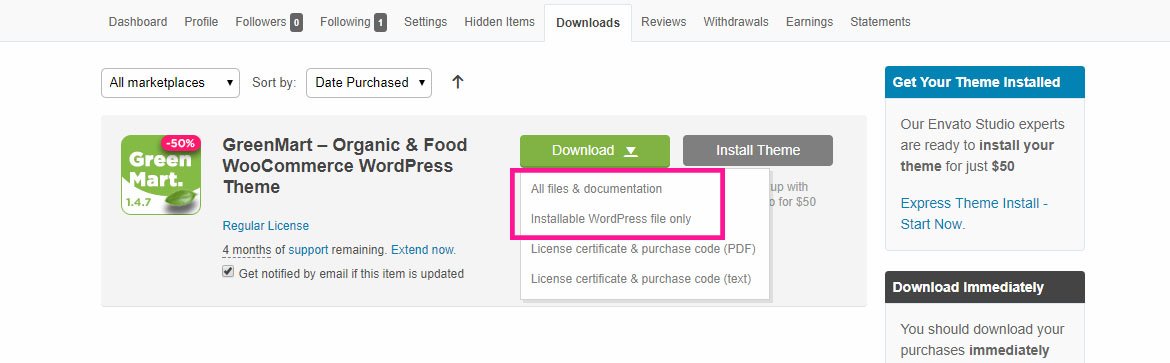 Dashboard Profile Followers 0 Following 1 Settings Hidden Items Downloads Reviews Withdrawals Earnings Statements
All marketplaces Sort by: Date Purchased
-50%
Green
Mart.
1.4.7
GreenMart – Organic & Food
WooCommerce WordPress
Theme
Regular License
4 months of support remaining. Extend now.
Get notified by email if this item is updated
Download
Install Theme
All files & documentation
Installable WordPress file only
License certificate & purchase code (PDF)
License certificate & purchase code (text)
up with
for $50
Get Your Theme Installed
Our Envato Studio experts
are ready to install your
theme for just $50
Express Theme Install -
Start Now.
Download Immediately
You should download your
purchases immediately